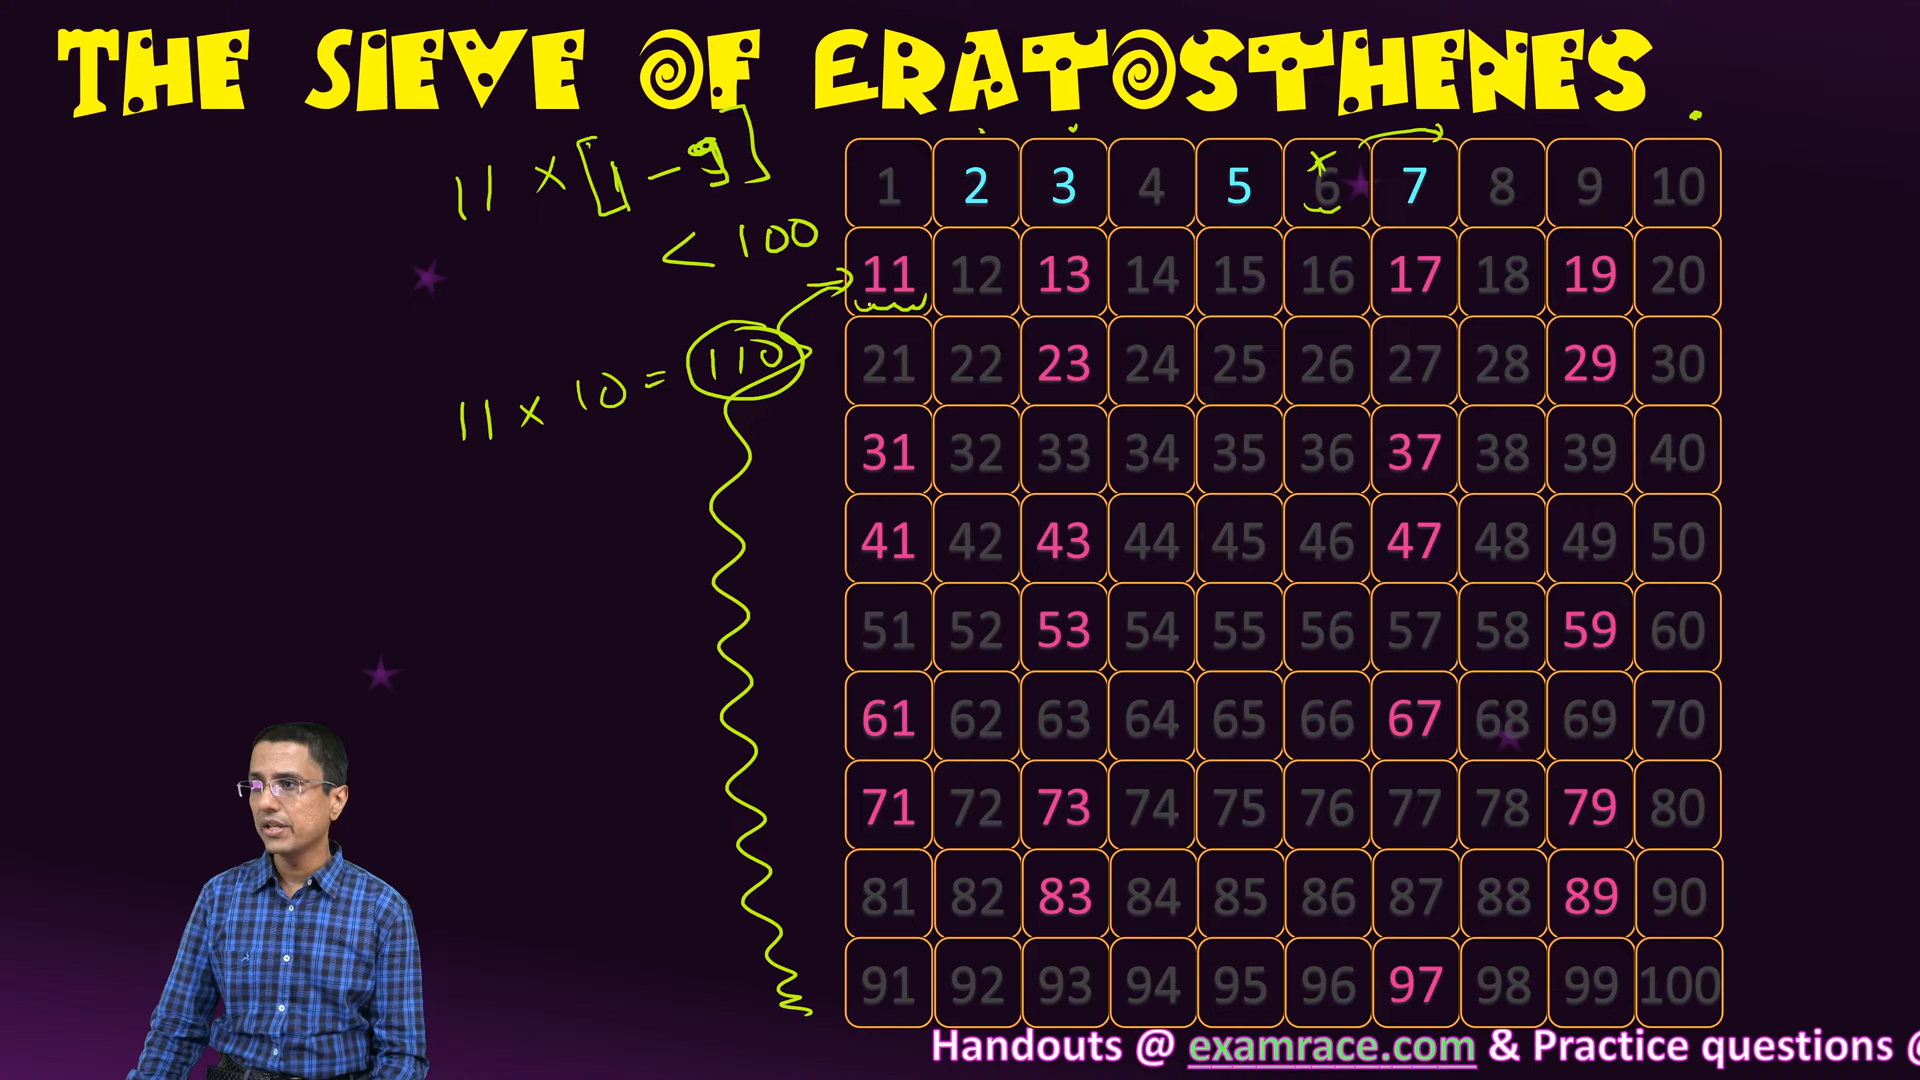 THE SIEVE OF ERATOSTHENES
11 × [1 - 9]
< 100
11 × 10 = 110
1 2 3 4 5 6 7 8 9 10
11 12 13 14 15 16 17 18 19 20
21 22 23 24 25 26 27 28 29 30
31 32 33 34 35 36 37 38 39 40
41 42 43 44 45 46 47 48 49 50
51 52 53 54 55 56 57 58 59 60
61 62 63 64 65 66 67 68 69 70
71 72 73 74 75 76 77 78 79 80
81 82 83 84 85 86 87 88 89 90
91 92 93 94 95 96 97 98 99 100
Handouts @ examrace.com & Practice questions @